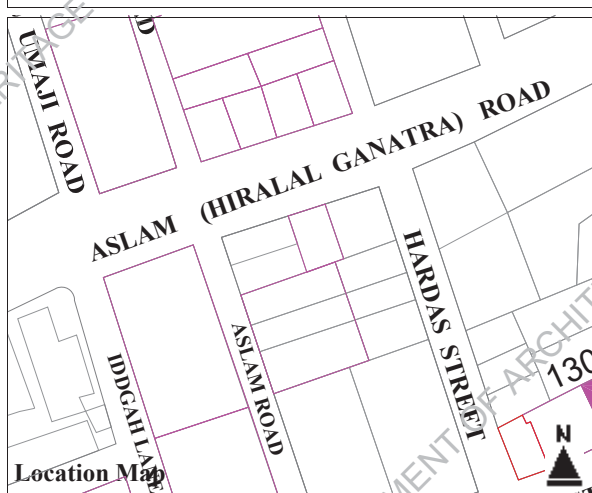 UMAJI ROAD
ASLAM (HIRALAL GANATRA) ROAD
HARDAS STREET
ASLAM ROAD
IDDGAH LANE
130
N
Location Map